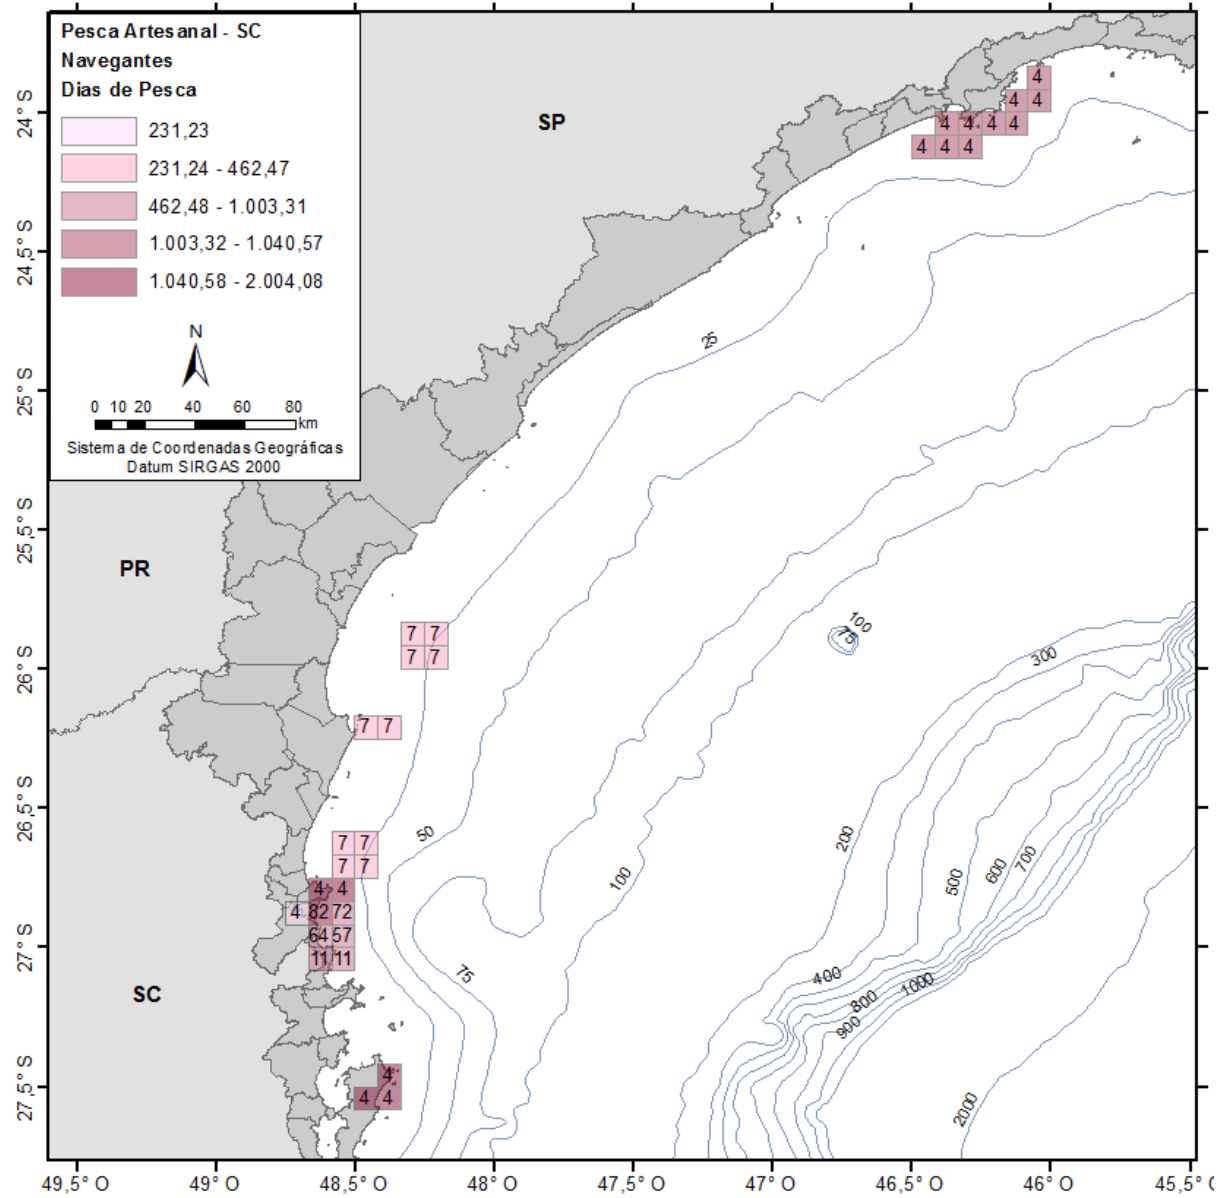 Pesca Artesanal - SC
Navegantes
Dias de Pesca
231,23
231,24 - 462,47
462,48 - 1.003,31
1.003,32 - 1.040,57
1.040,58 - 2.004,08
N
0 10 20 40 60 80
km
Sistema de Coordenadas Geográficas
Datum SIRGAS 2000
SP
PR
SC
24° S
24,5° S
25° S
25,5° S
26° S
26,5° S
27° S
27,5° S
4
4 4
4 4 4 4
4 4 4
25
7 7
7 7
7 7
7 7
7 7
4 4
4 82 72
64 57
11 11
4
4 4
50
75
100
100
75
200
300
400
500
600
700
800
900
1000
2000
49,5° O 49° O 48,5° O 48° O 47,5° O 47° O 46,5° O 46° O 45,5° O